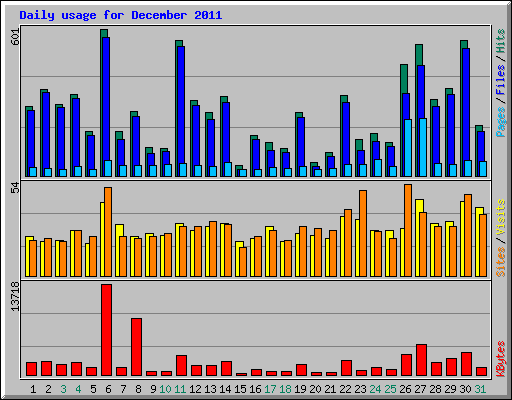 Daily usage for December 2011
601
Pages / Files / Hits
54
Sites / Visits
13718
KBytes
1 2 3 4 5 6 7 8 9 10 11 12 13 14 15 16 17 18 19 20 21 22 23 24 25 26 27 28 29 30 31